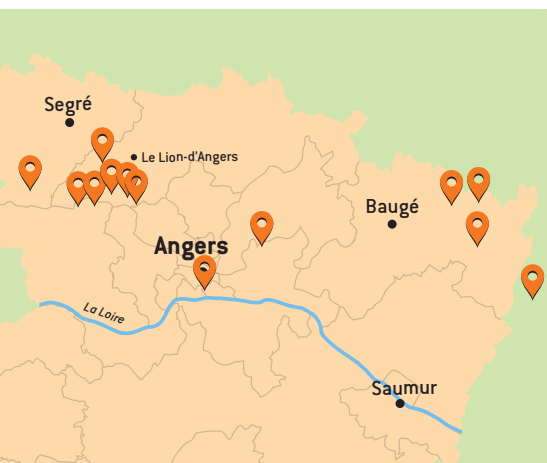 Segré
Le Lion-d'Angers
Baugé
Angers
La Loire
Saumur